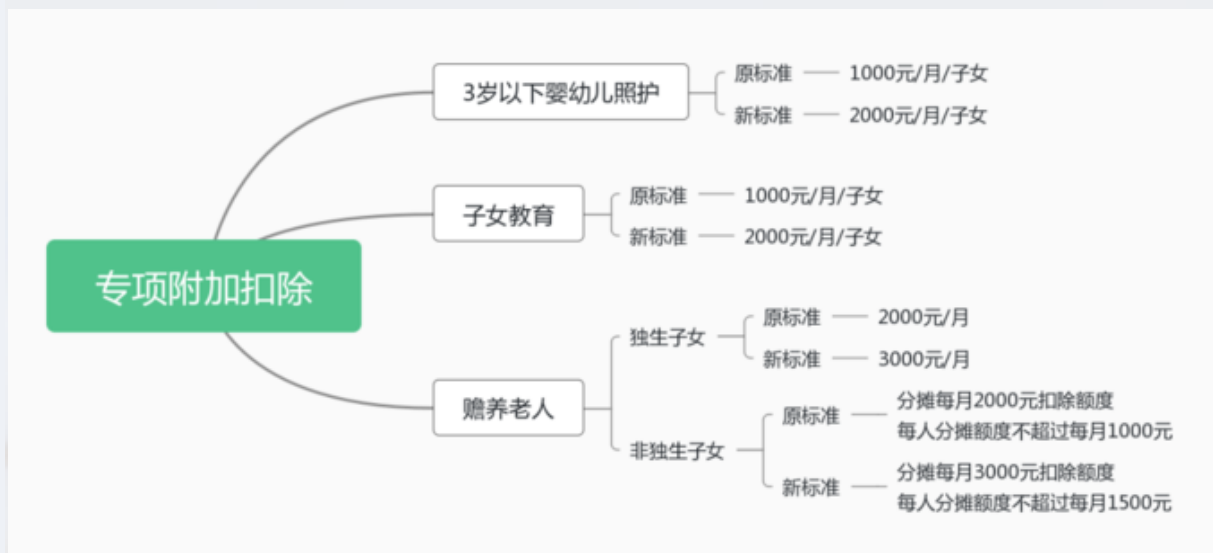 专项附加扣除
3岁以下婴幼儿照护
原标准
1000元/月/子女
新标准
2000元/月/子女
子女教育
原标准
1000元/月/子女
新标准
2000元/月/子女
赡养老人
独生子女
原标准
2000元/月
新标准
3000元/月
非独生子女
原标准
分摊每月2000元扣除额度
每人分摊额度不超过每月1000元
新标准
分摊每月3000元扣除额度
每人分摊额度不超过每月1500元